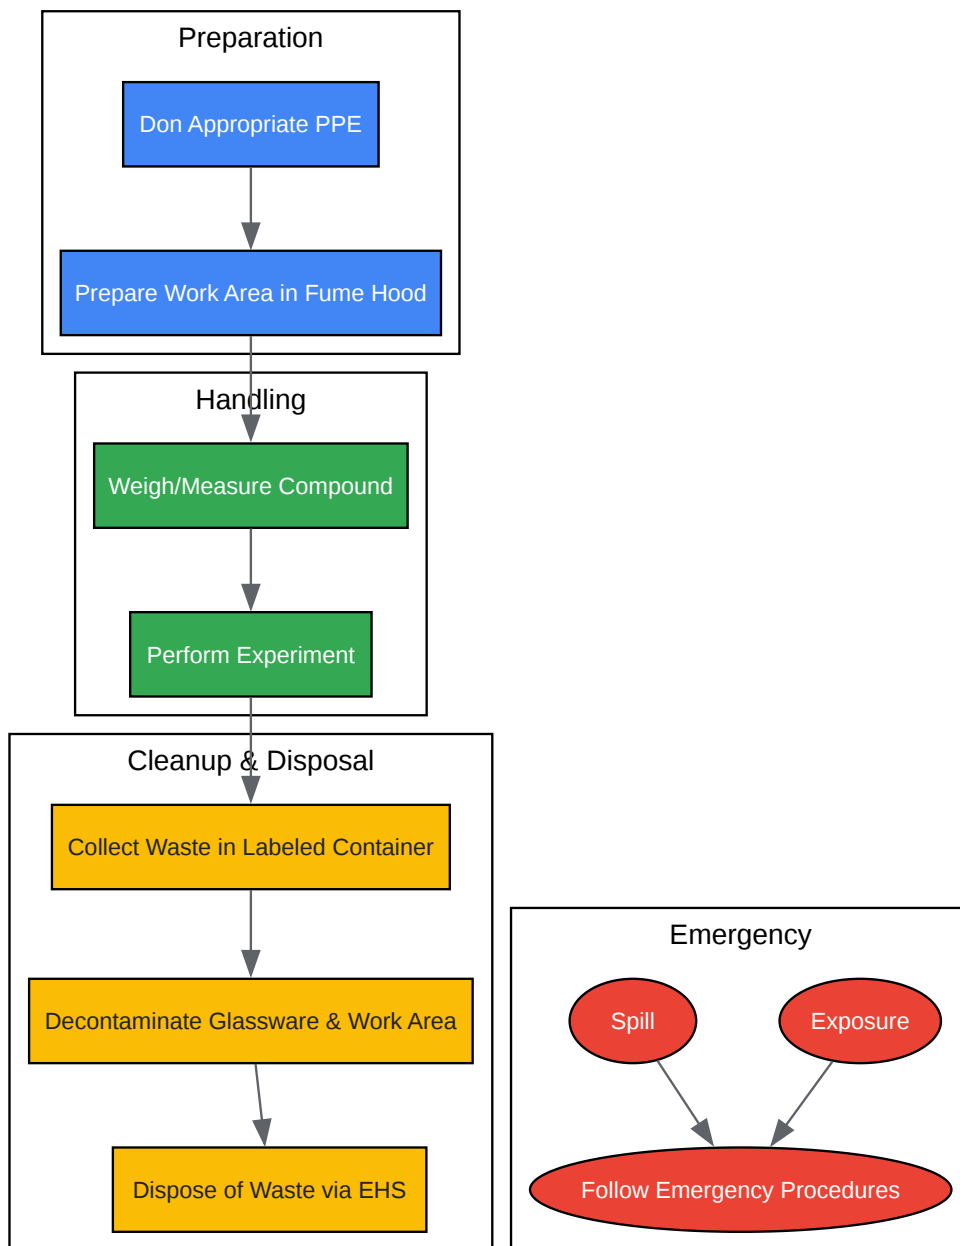 Preparation
Don Appropriate PPE
Prepare Work Area in Fume Hood
Handling
Weigh/Measure Compound
Perform Experiment
Cleanup & Disposal
Collect Waste in Labeled Container
Decontaminate Glassware & Work Area
Dispose of Waste via EHS
Emergency
Spill
Exposure
Follow Emergency Procedures